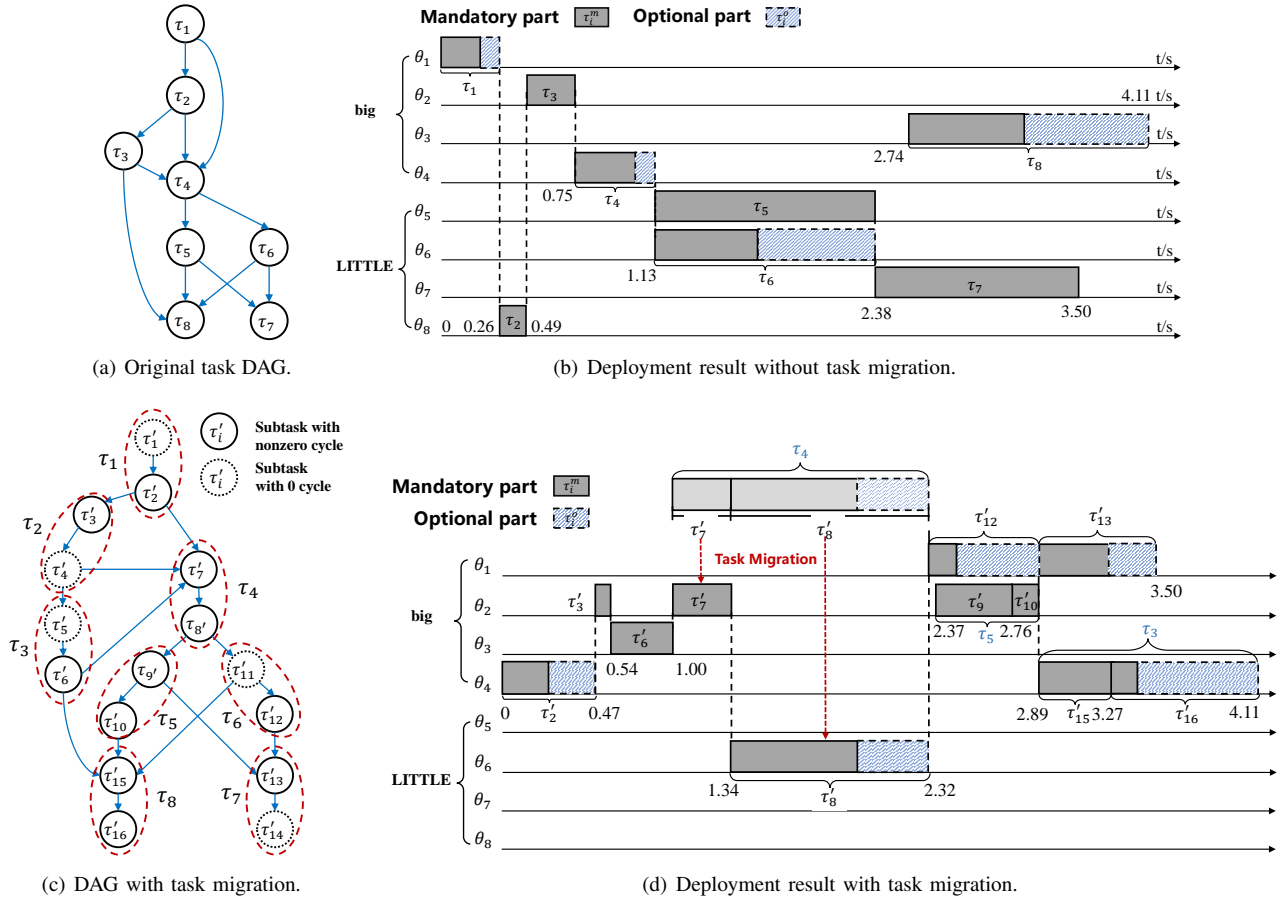 τ₁
τ₂
τ₃
τ₄
τ₅
τ₆
τ₈
τ₇
(a) Original task DAG.
Mandatory part τᵢᵐ Optional part τᵢᵒ
θ₁ τ₁ t/s
big
θ₂ τ₃ 4.11 t/s
θ₃ 2.74 τ₈ t/s
θ₄ 0.75 τ₄ t/s
θ₅ τ₅ t/s
θ₆ 1.13 τ₆ t/s
LITTLE
θ₇ τ₇ 2.38 3.50 t/s
θ₈ 0 0.26 τ₂ 0.49 t/s
(b) Deployment result without task migration.
τ′₁
τ₁
τ′ᵢ Subtask with nonzero cycle
τ′ᵢ Subtask with 0 cycle
τ′₂
τ₂ τ′₃
τ′₄ τ′₇
τ₄
τ′₅
τ₃
τ′₆
τ₈′
τ₉′ τ′₁₁
τ′₁₀ τ₅ τ₆ τ′₁₂
τ′₁₅ τ₈ τ₇ τ′₁₃
τ′₁₆ τ′₁₄
(c) DAG with task migration.
τ₄
Mandatory part τᵢᵐ
Optional part τᵢᵒ
τ′₇ τ′₈ τ′₁₂ τ′₁₃
Task Migration
θ₁ 3.50
big
θ₂ τ′₃ τ′₇ τ′₉ τ′₁₀
2.37 τ₅ 2.76
θ₃ τ′₆ 0.54 1.00 τ₃
θ₄ 0 τ′₂ 0.47 2.89 τ′₁₅ 3.27 τ′₁₆ 4.11
θ₅
θ₆ 1.34 τ′₈ 2.32
LITTLE
θ₇
θ₈
(d) Deployment result with task migration.